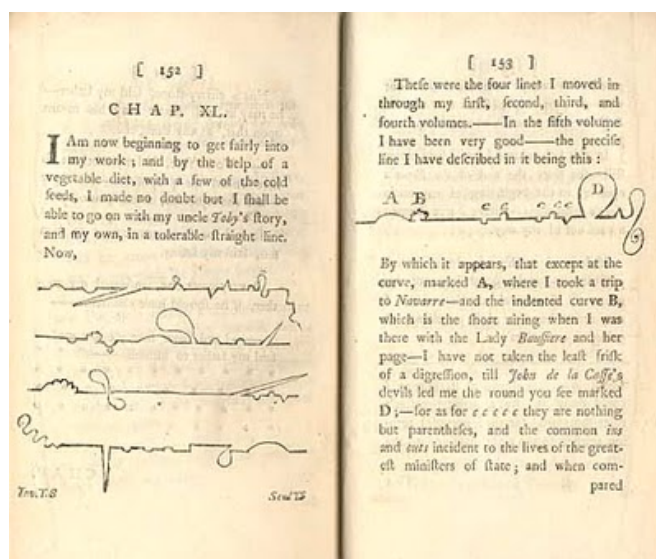 [ 152 ]
CHAP. XL.
I Am now beginning to get fairly into
my work ; and by the help of a
vegetable diet, with a few of the cold
ſeeds, I made no doubt but I ſhall be
able to go on with my uncle Toby's ſtory,
and my own, in a tolerable ſtraight line.
Now,
Inv. T.S
Scul. TS
[ 153 ]
Theſe were the four lines I moved in
through my firſt, ſecond, third, and
fourth volumes.——In the fifth volume
I have been very good——the preciſe
line I have deſcribed in it being this :
A B c c c c c D
By which it appears, that except at the
curve, marked A, where I took a trip
to Navarre—and the indented curve B,
which is the ſhort airing when I was
there with the Lady Bauſſiere and her
page—I have not taken the leaſt friſk
of a digreſſion, till John de la Caſſe's
devils led me the round you ſee marked
D ;—for as for c c c c c they are nothing
but parentheſes, and the common ins
and outs incident to the lives of the great-
eſt miniſters of ſtate ; and when com-
pared